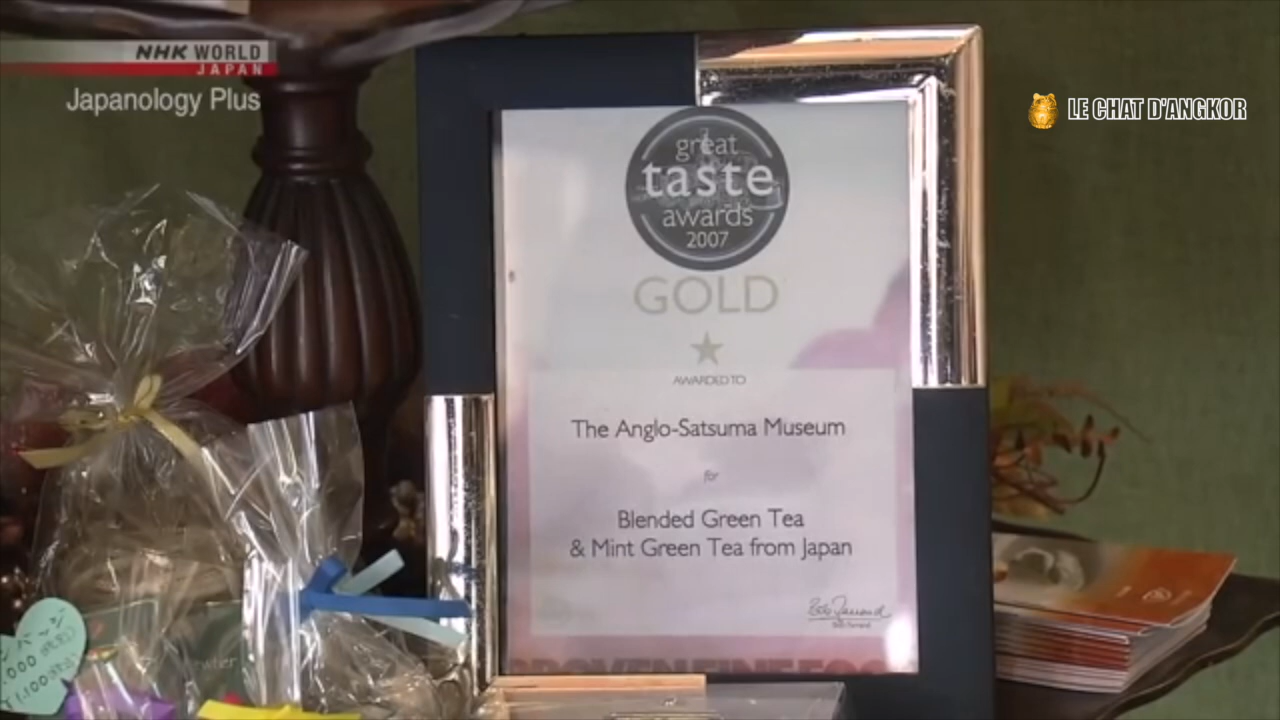 NHK WORLD
JAPAN
Japanology Plus
LE CHAT D'ANGKOR
great
taste
awards
2007
GOLD
AWARDED TO
The Anglo-Satsuma Museum
for
Blended Green Tea
& Mint Green Tea from Japan